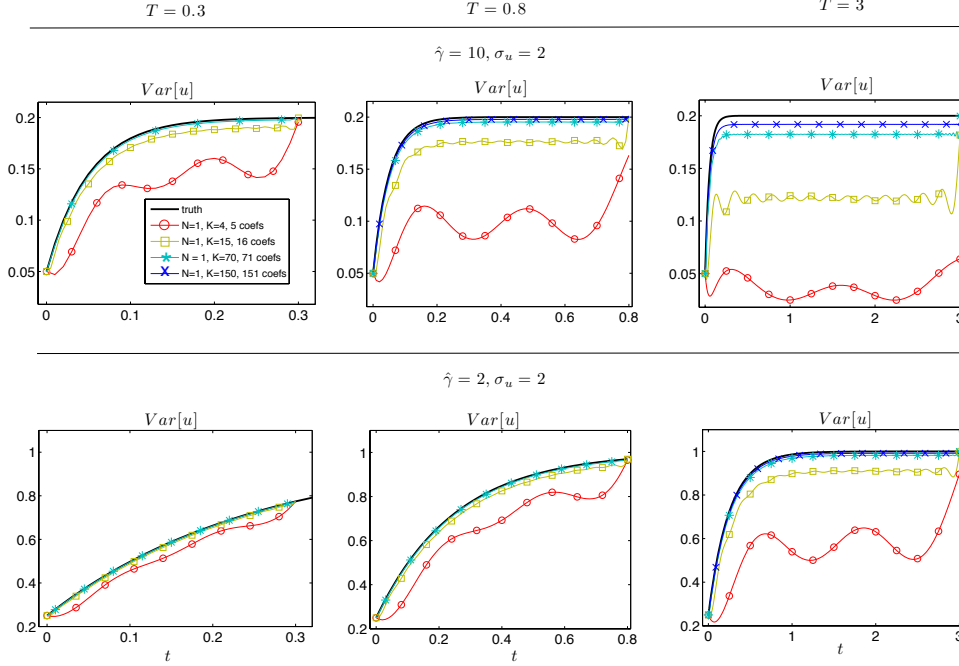 T = 0.3 T = 0.8 T = 3
γ̂ = 10, σ_u = 2
Var[u] Var[u] Var[u]
0.2
0.15
0.1
0.05
0 0.1 0.2 0.3
truth
N=1, K=4, 5 coefs
N=1, K=15, 16 coefs
N = 1, K=70, 71 coefs
N=1, K=150, 151 coefs
0.2
0.15
0.1
0.05
0 0.2 0.4 0.6 0.8
0.2
0.15
0.1
0.05
0 1 2 3
γ̂ = 2, σ_u = 2
Var[u] Var[u] Var[u]
1
0.8
0.6
0.4
0.2
0 0.1 0.2 0.3
t
1
0.8
0.6
0.4
0.2
0 0.2 0.4 0.6 0.8
t
1
0.8
0.6
0.4
0.2
0 1 2 3
t